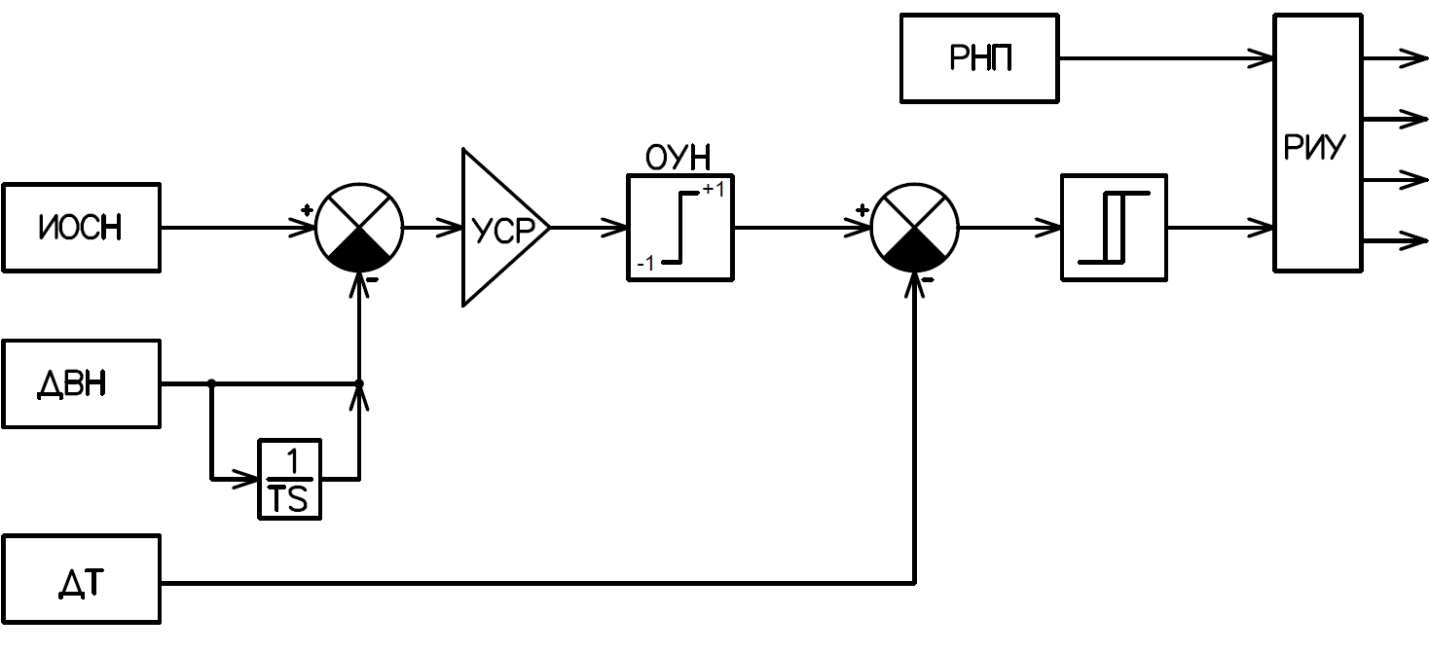 РНП
РИУ
ОУН
+1
-1
+
ИОСН
УСР
+
-
-
ДВН
1
TS
ДТ